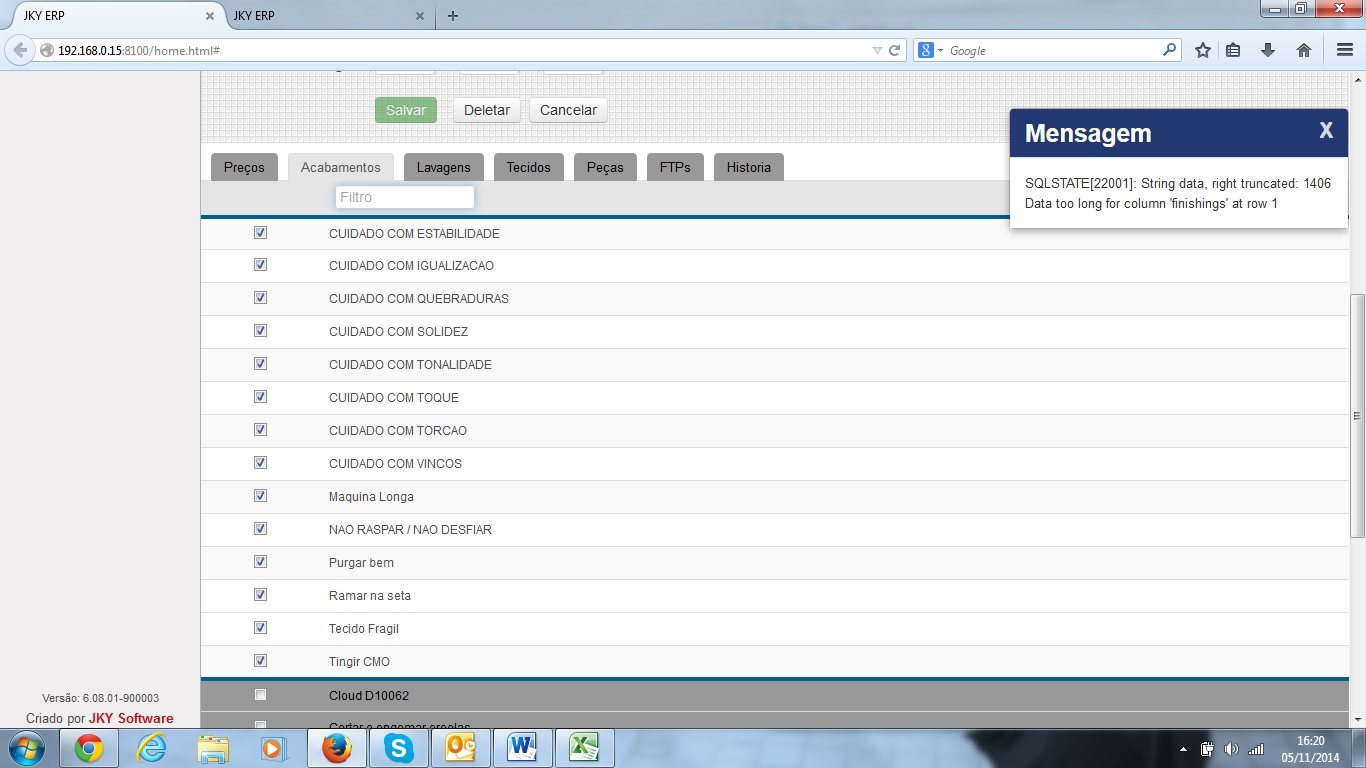 JKY ERP
JKY ERP
192.168.0.15:8100/home.html#
Google
Salvar
Deletar
Cancelar
Mensagem
X
SQLSTATE[22001]: String data, right truncated: 1406
Data too long for column 'finishings' at row 1
Preços
Acabamentos
Lavagens
Tecidos
Peças
FTPs
Historia
Filtro
CUIDADO COM ESTABILIDADE
CUIDADO COM IGUALIZACAO
CUIDADO COM QUEBRADURAS
CUIDADO COM SOLIDEZ
CUIDADO COM TONALIDADE
CUIDADO COM TOQUE
CUIDADO COM TORCAO
CUIDADO COM VINCOS
Maquina Longa
NAO RASPAR / NAO DESFIAR
Purgar bem
Ramar na seta
Tecido Fragil
Tingir CMO
Cloud D10062
Versão: 6.08.01-900003
Criado por JKY Software
16:20
05/11/2014